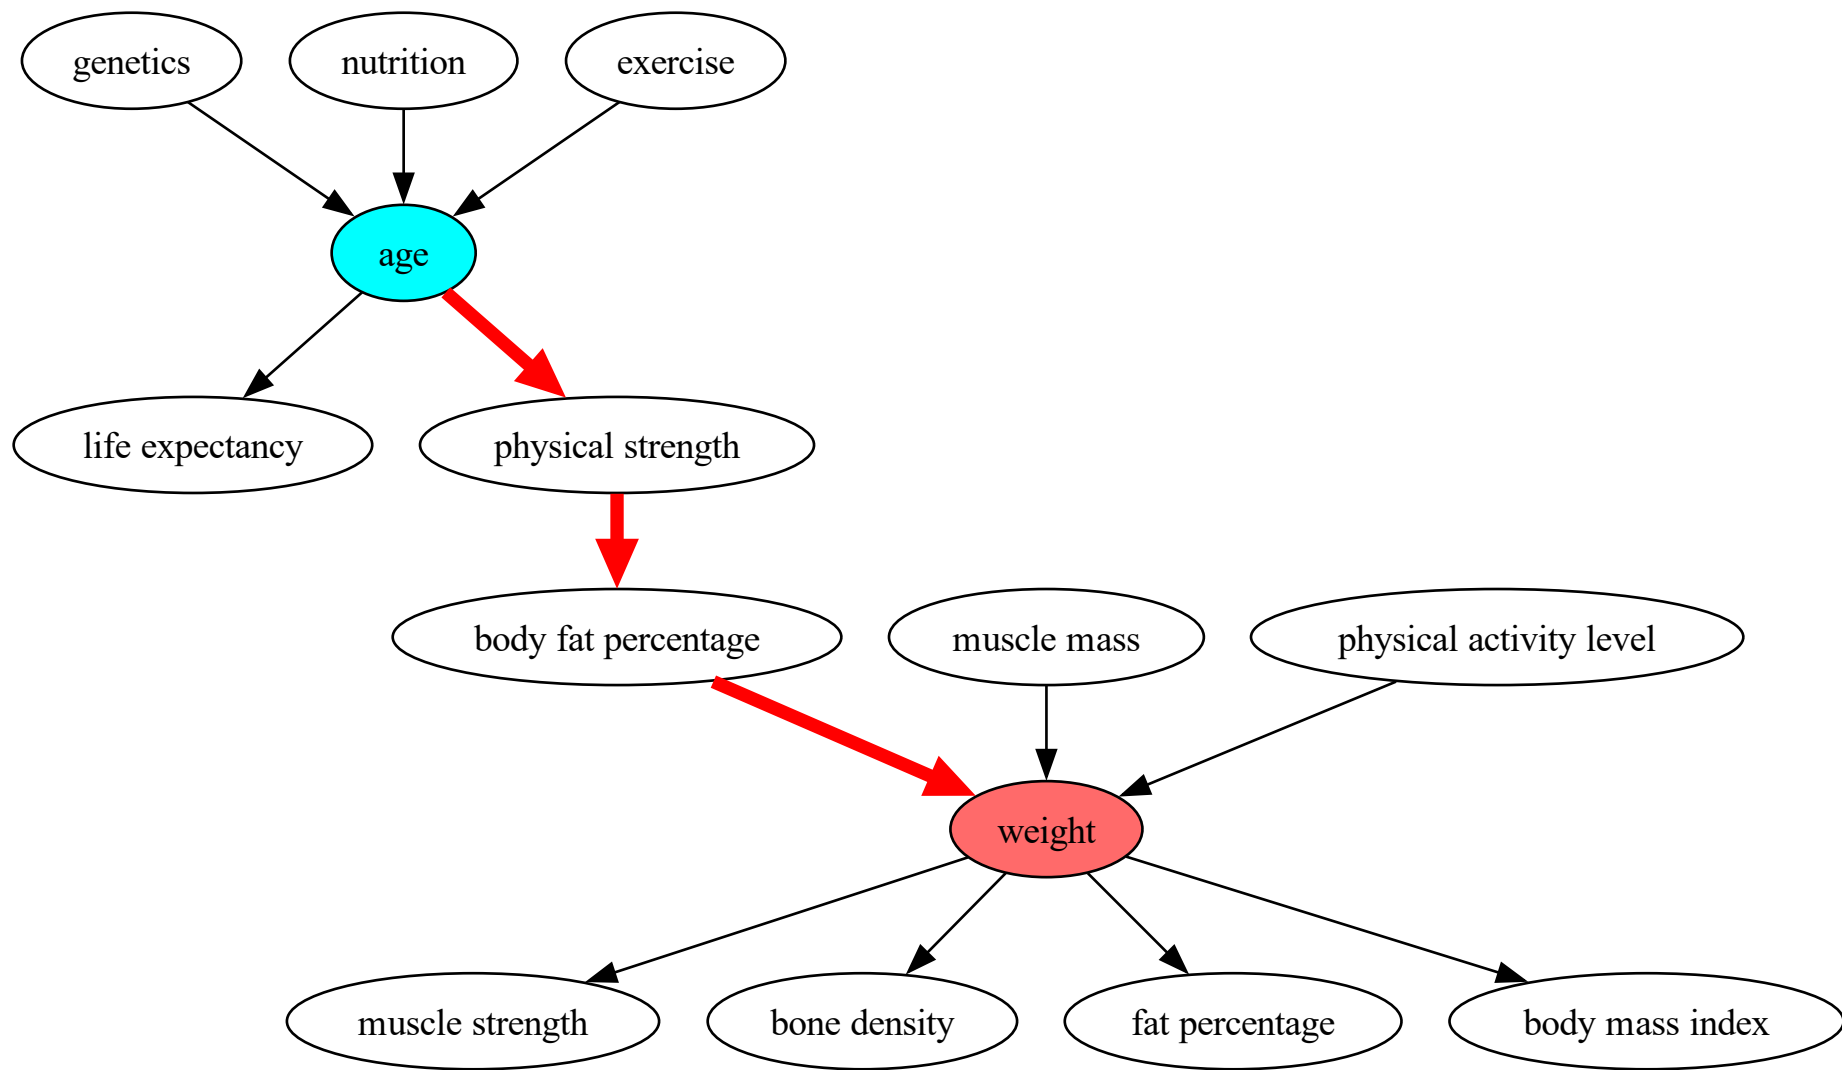 genetics
nutrition
exercise
age
life expectancy
physical strength
body fat percentage
muscle mass
physical activity level
weight
muscle strength
bone density
fat percentage
body mass index